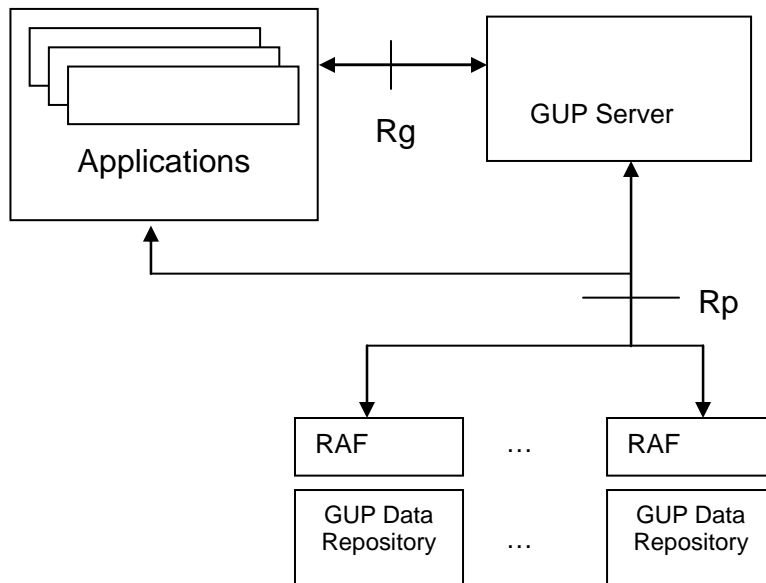 Rg
GUP Server
Applications
Rp
RAF
...
RAF
GUP Data
Repository
...
GUP Data
Repository